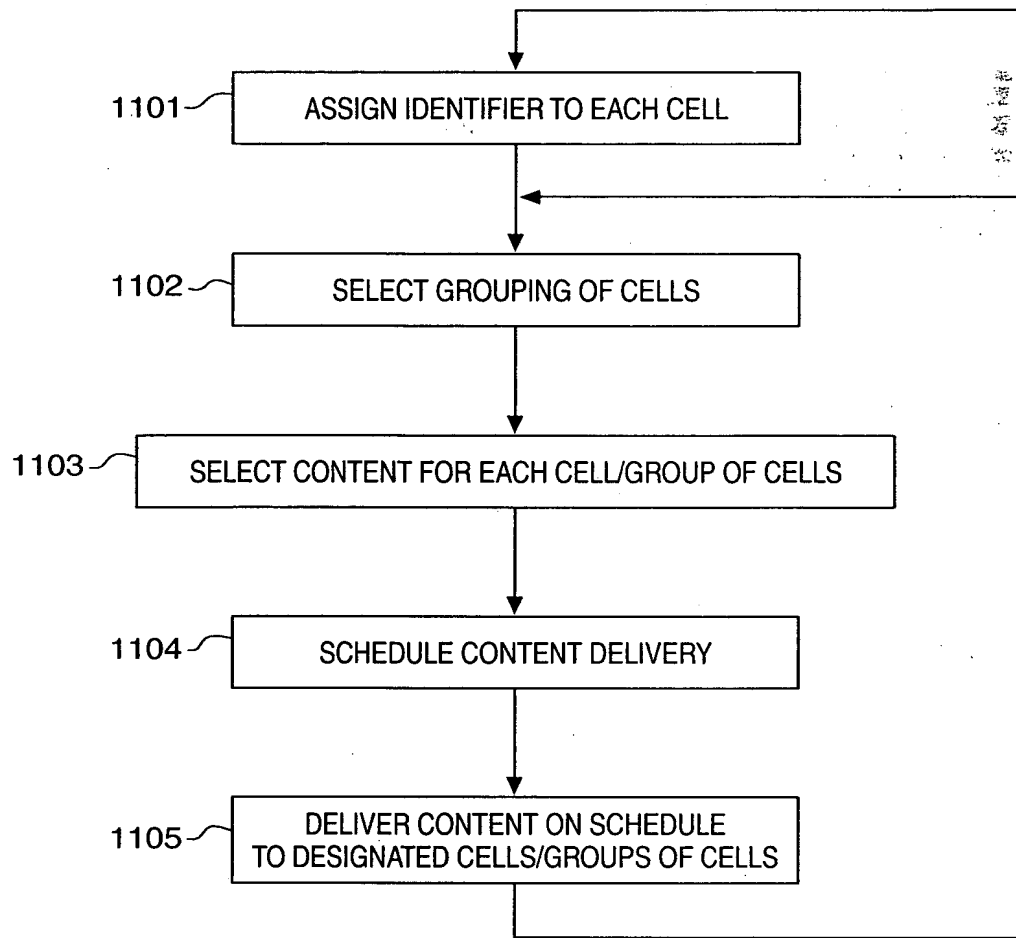 1101
ASSIGN IDENTIFIER TO EACH CELL
1102
SELECT GROUPING OF CELLS
1103
SELECT CONTENT FOR EACH CELL/GROUP OF CELLS
1104
SCHEDULE CONTENT DELIVERY
1105
DELIVER CONTENT ON SCHEDULE
TO DESIGNATED CELLS/GROUPS OF CELLS